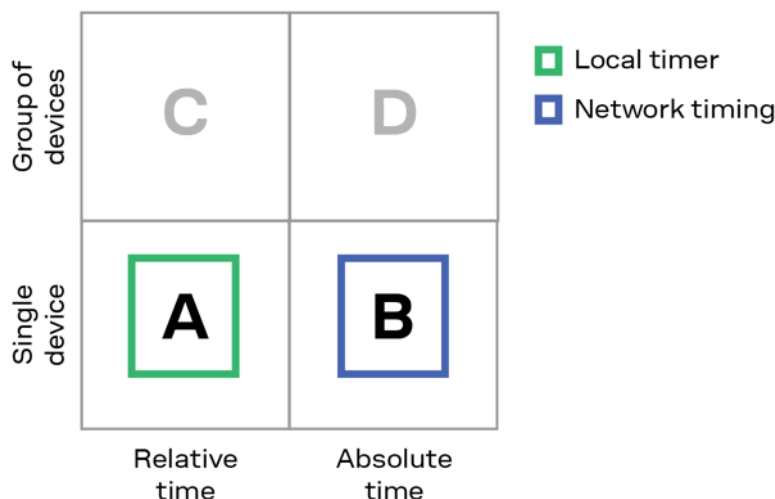 Group of
devices
C
D
Local timer
Network timing
Single
device
A
B
Relative
time
Absolute
time